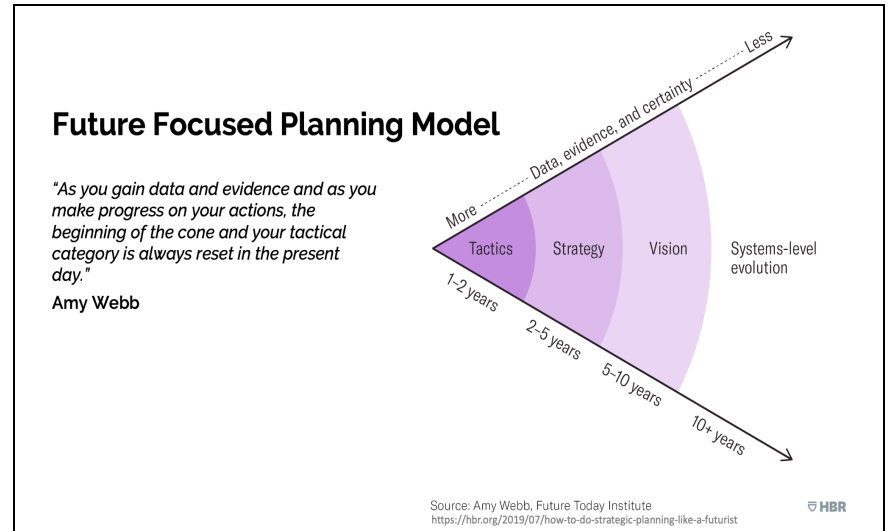 Future Focused Planning Model
“As you gain data and evidence and as you
make progress on your actions, the
beginning of the cone and your tactical
category is always reset in the present
day.”
Amy Webb
More
Data, evidence, and certainty
Less
Tactics
Strategy
Vision
Systems-level
evolution
1–2 years
2–5 years
5–10 years
10+ years
Source: Amy Webb, Future Today Institute
https://hbr.org/2019/07/how-to-do-strategic-planning-like-a-futurist
HBR